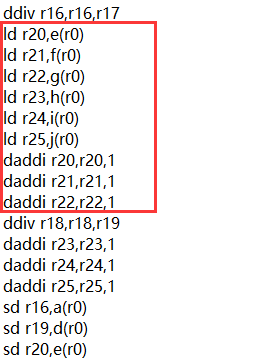 ddiv r16,r16,r17
ld r20,e(r0)
ld r21,f(r0)
ld r22,g(r0)
ld r23,h(r0)
ld r24,i(r0)
ld r25,j(r0)
daddi r20,r20,1
daddi r21,r21,1
daddi r22,r22,1
ddiv r18,r18,r19
daddi r23,r23,1
daddi r24,r24,1
daddi r25,r25,1
sd r16,a(r0)
sd r19,d(r0)
sd r20,e(r0)